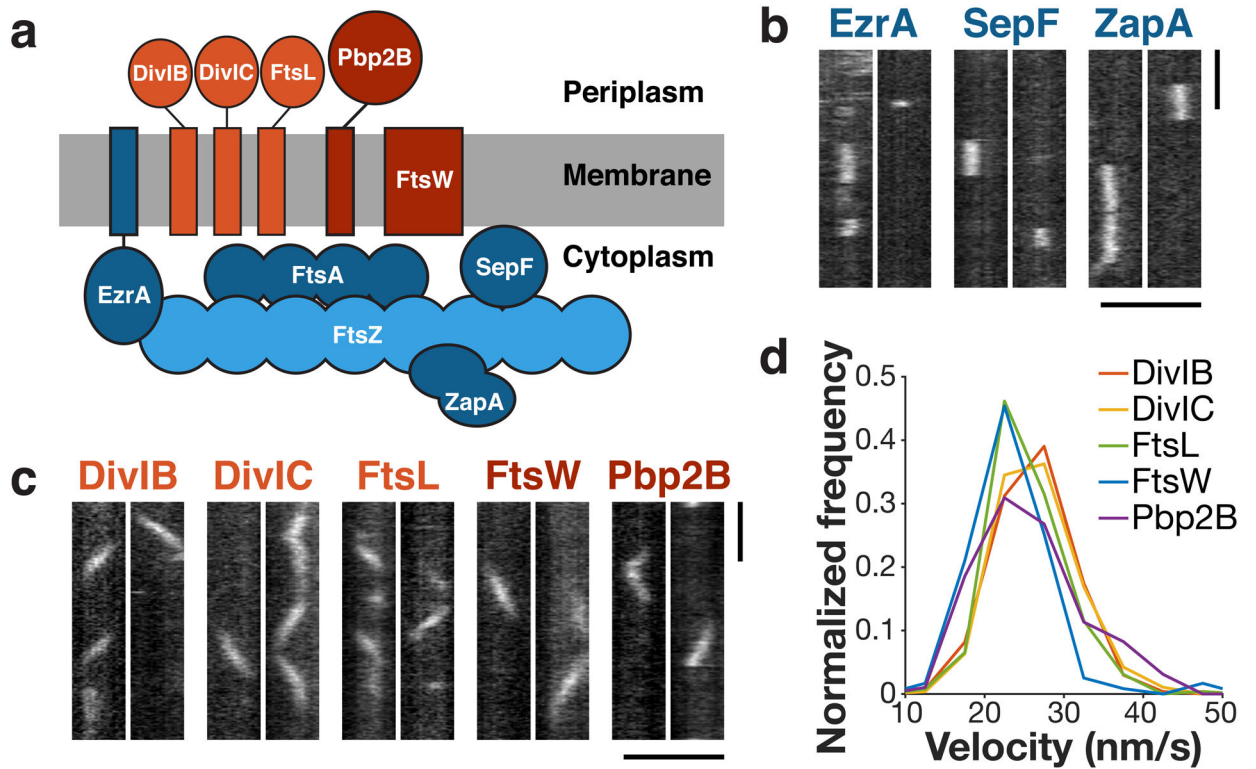 a
DivIB
DivIC
FtsL
Pbp2B
Periplasm
FtsW
Membrane
EzrA
FtsA
SepF
Cytoplasm
FtsZ
ZapA
b
EzrA SepF ZapA
c
DivIB DivIC FtsL FtsW Pbp2B
d
Normalized frequency
0.5
0.4
0.3
0.2
0.1
0
10 20 30 40 50
Velocity (nm/s)
DivIB
DivIC
FtsL
FtsW
Pbp2B